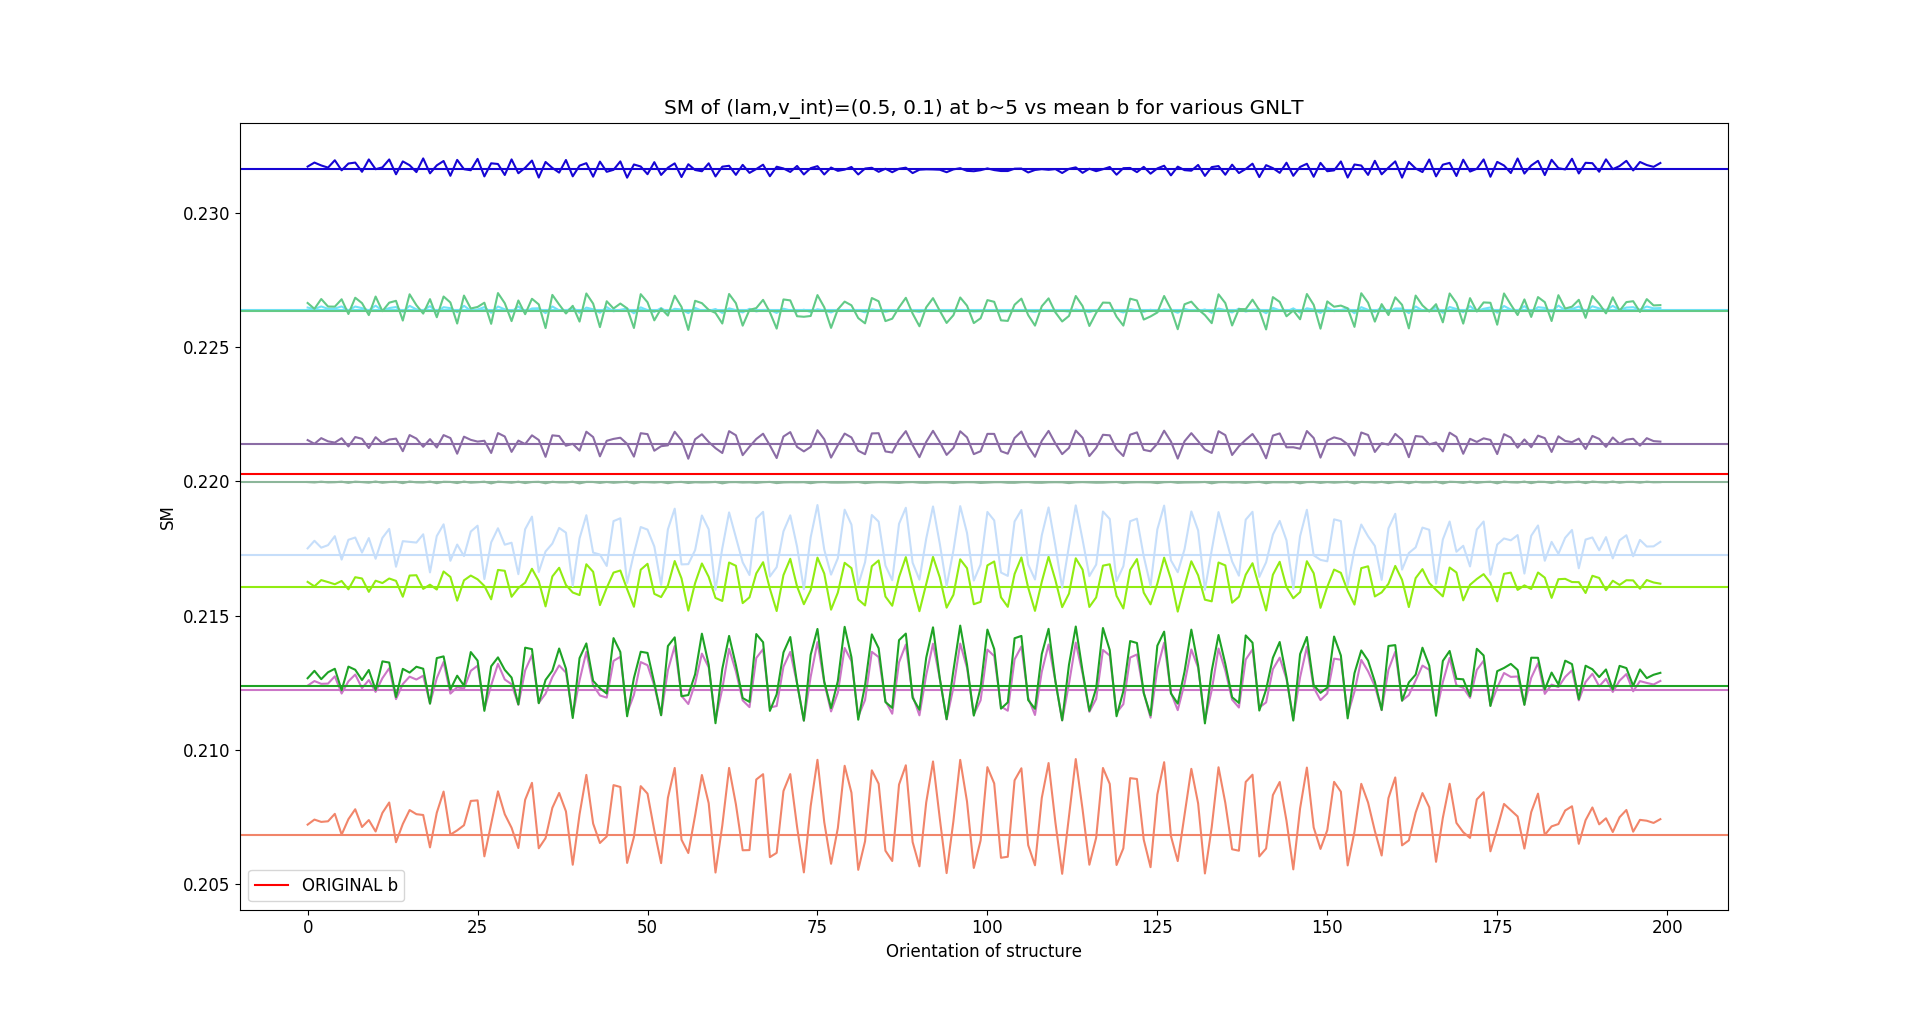 SM of (lam,v_int)=(0.5, 0.1) at b~5 vs mean b for various GNLT
0.230
0.225
0.220
0.215
0.210
0.205
SM
ORIGINAL b
0 25 50 75 100 125 150 175 200
Orientation of structure